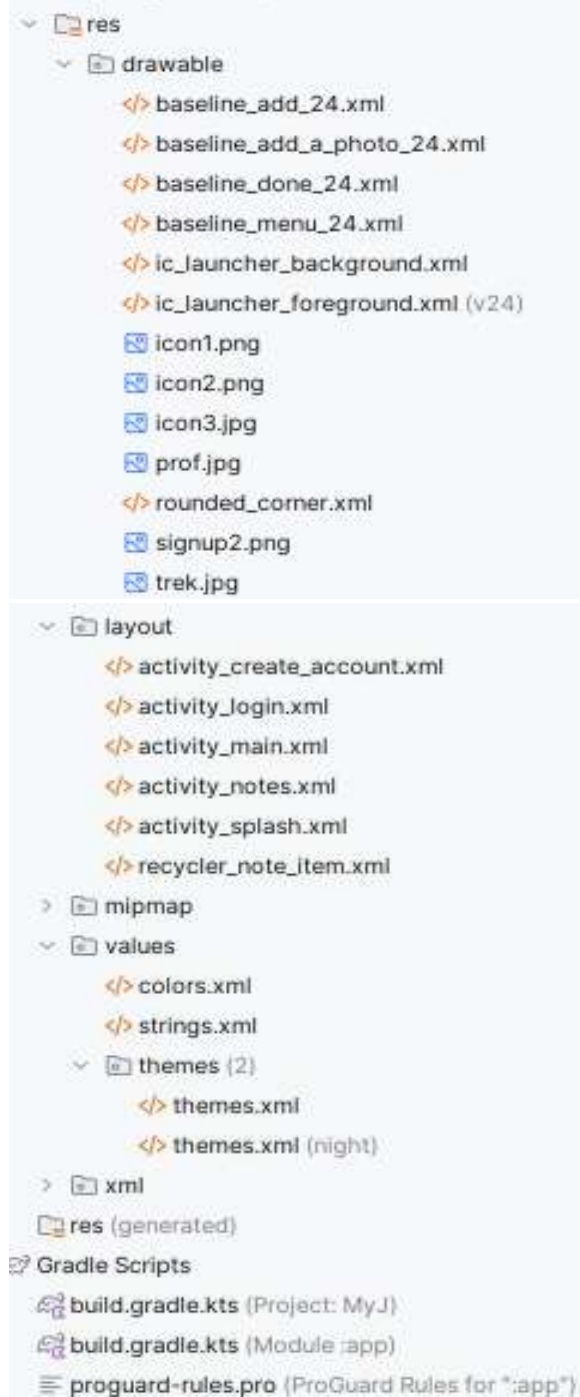 res
drawable
baseline_add_24.xml
baseline_add_a_photo_24.xml
baseline_done_24.xml
baseline_menu_24.xml
ic_launcher_background.xml
ic_launcher_foreground.xml (v24)
icon1.png
icon2.png
icon3.jpg
prof.jpg
rounded_corner.xml
signup2.png
trek.jpg
layout
activity_create_account.xml
activity_login.xml
activity_main.xml
activity_notes.xml
activity_splash.xml
recycler_note_item.xml
mipmap
values
colors.xml
strings.xml
themes (2)
themes.xml
themes.xml (night)
xml
res (generated)
Gradle Scripts
build.gradle.kts (Project: MyJ)
build.gradle.kts (Module :app)
proguard-rules.pro (ProGuard Rules for ":app")